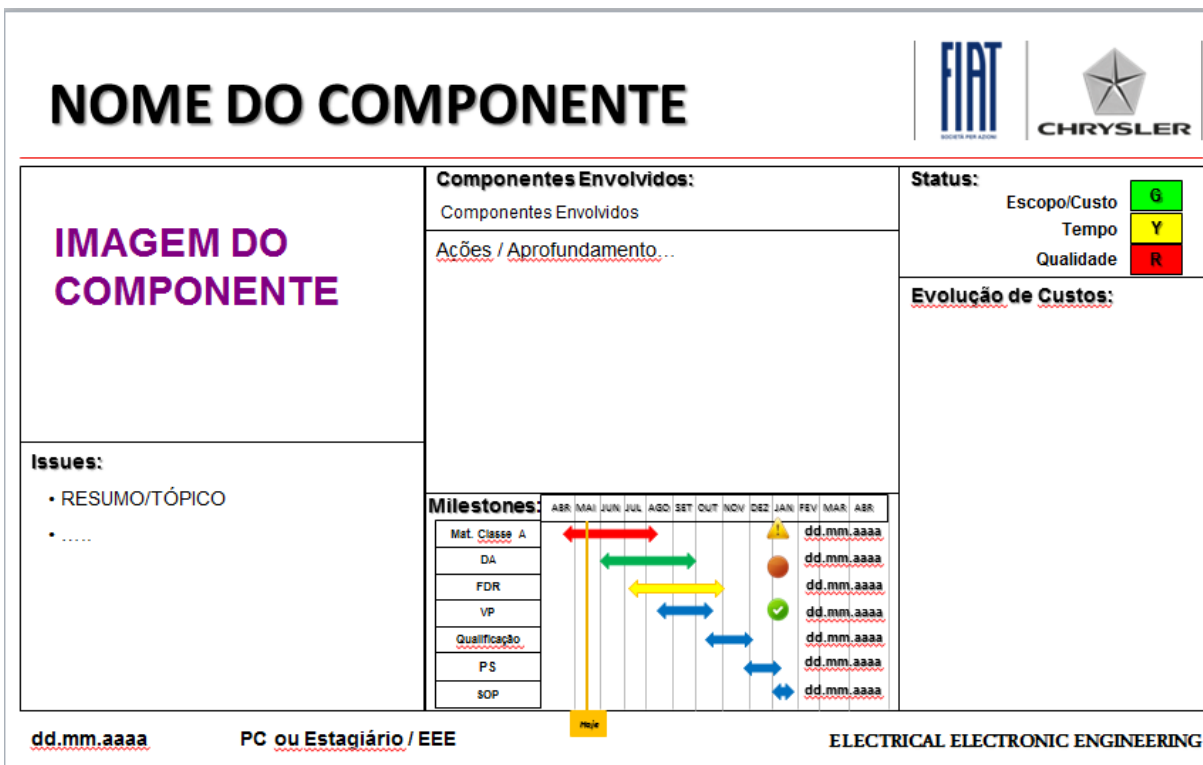 NOME DO COMPONENTE
FIAT
SOCIETÀ PER AZIONI
CHRYSLER
IMAGEM DO
COMPONENTE
Componentes Envolvidos:
Componentes Envolvidos
Ações / Aprofundamento...
Status:
Escopo/Custo G
Tempo Y
Qualidade R
Evolução de Custos:
Issues:
• RESUMO/TÓPICO
• .....
Milestones: ABR MAI JUN JUL AGO SET OUT NOV DEZ JAN FEV MAR ABR
Mat. Classe A dd.mm.aaaa
DA dd.mm.aaaa
FDR dd.mm.aaaa
VP dd.mm.aaaa
Qualificação dd.mm.aaaa
PS dd.mm.aaaa
SOP dd.mm.aaaa
Hoje
dd.mm.aaaa PC ou Estagiário / EEE ELECTRICAL ELECTRONIC ENGINEERING